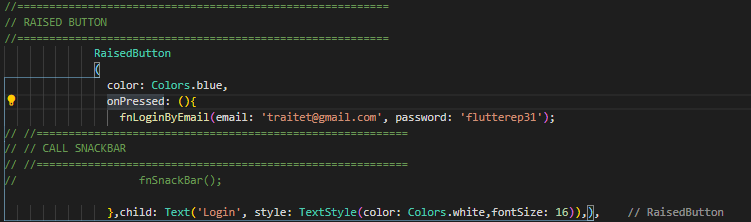 //==========================================================
// RAISED BUTTON
//==========================================================
RaisedButton
(
color: Colors.blue,
onPressed: (){
fnLoginByEmail(email: 'traitet@gmail.com', password: 'flutterep31');
// //==========================================================
// // CALL SNACKBAR
// //==========================================================
// fnSnackBar();
},child: Text('Login', style: TextStyle(color: Colors.white,fontSize: 16)),), // RaisedButton